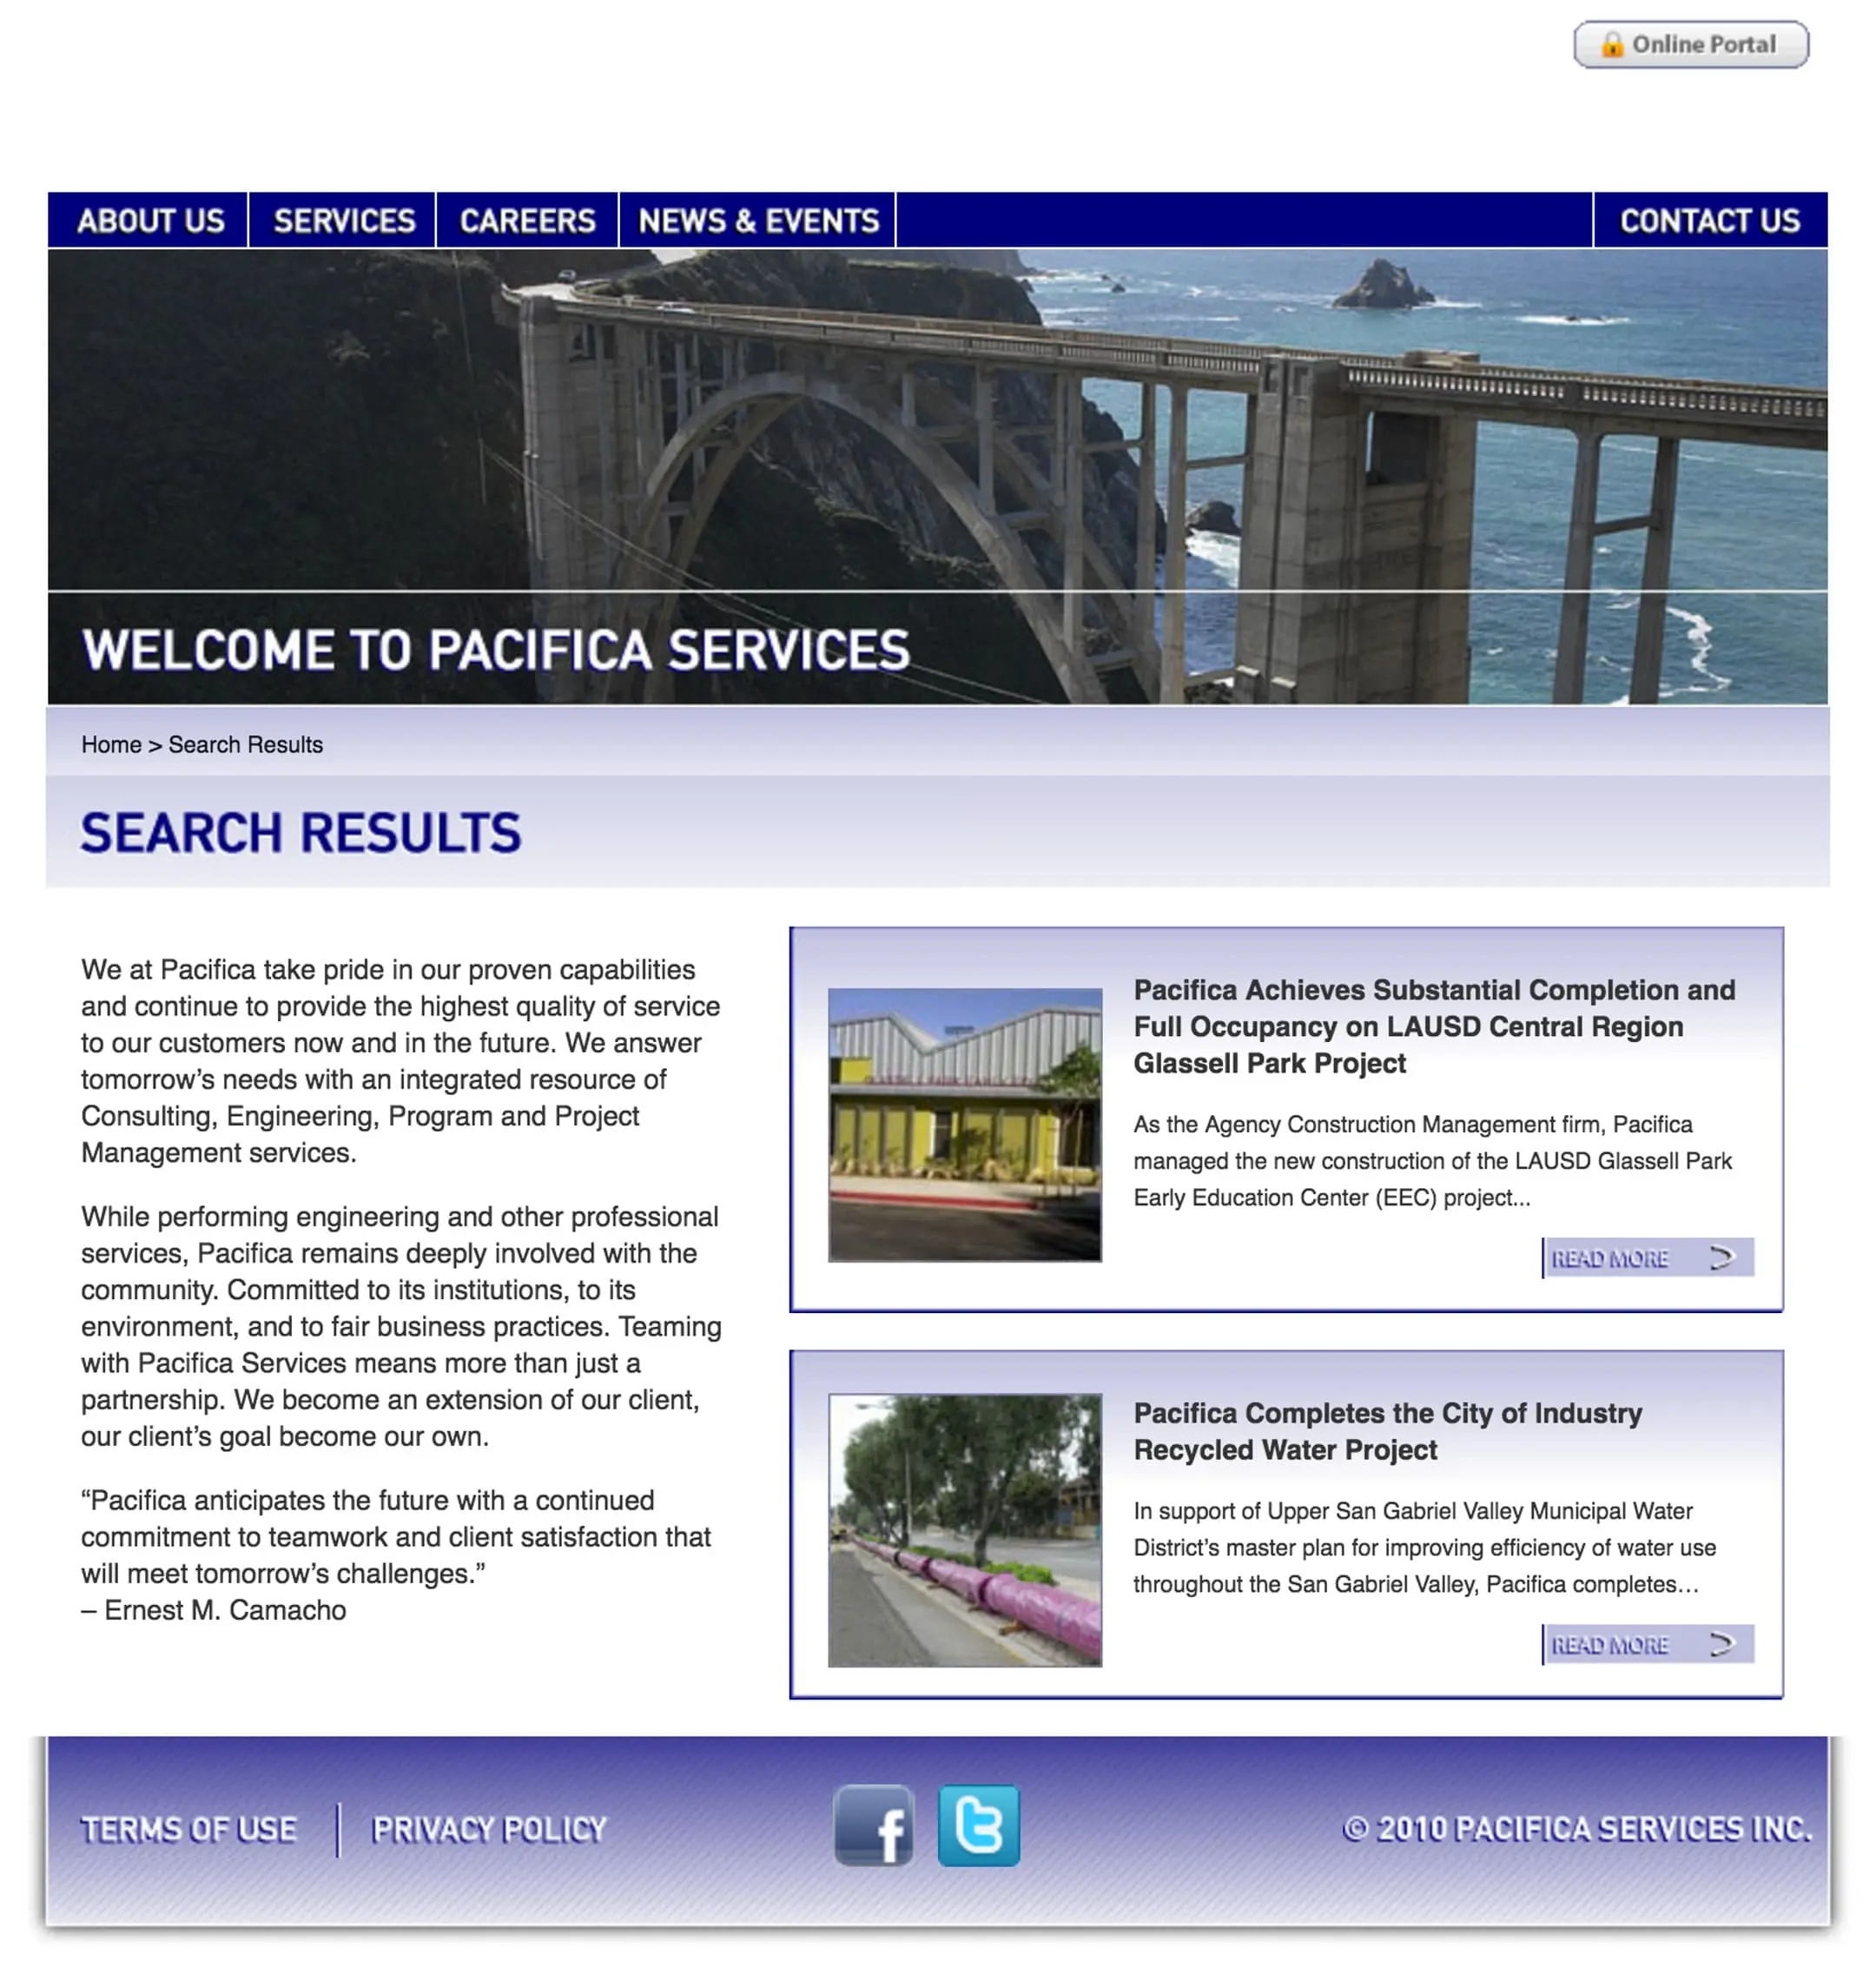 Online Portal
ABOUT US
SERVICES
CAREERS
NEWS & EVENTS
CONTACT US
WELCOME TO PACIFICA SERVICES
Home > Search Results
SEARCH RESULTS
We at Pacifica take pride in our proven capabilities
and continue to provide the highest quality of service
to our customers now and in the future. We answer
tomorrow’s needs with an integrated resource of
Consulting, Engineering, Program and Project
Management services.
While performing engineering and other professional
services, Pacifica remains deeply involved with the
community. Committed to its institutions, to its
environment, and to fair business practices. Teaming
with Pacifica Services means more than just a
partnership. We become an extension of our client,
our client’s goal become our own.
“Pacifica anticipates the future with a continued
commitment to teamwork and client satisfaction that
will meet tomorrow’s challenges.”
– Ernest M. Camacho
Pacifica Achieves Substantial Completion and
Full Occupancy on LAUSD Central Region
Glassell Park Project
As the Agency Construction Management firm, Pacifica
managed the new construction of the LAUSD Glassell Park
Early Education Center (EEC) project...
READ MORE
Pacifica Completes the City of Industry
Recycled Water Project
In support of Upper San Gabriel Valley Municipal Water
District’s master plan for improving efficiency of water use
throughout the San Gabriel Valley, Pacifica completes…
READ MORE
TERMS OF USE
PRIVACY POLICY
© 2010 PACIFICA SERVICES INC.